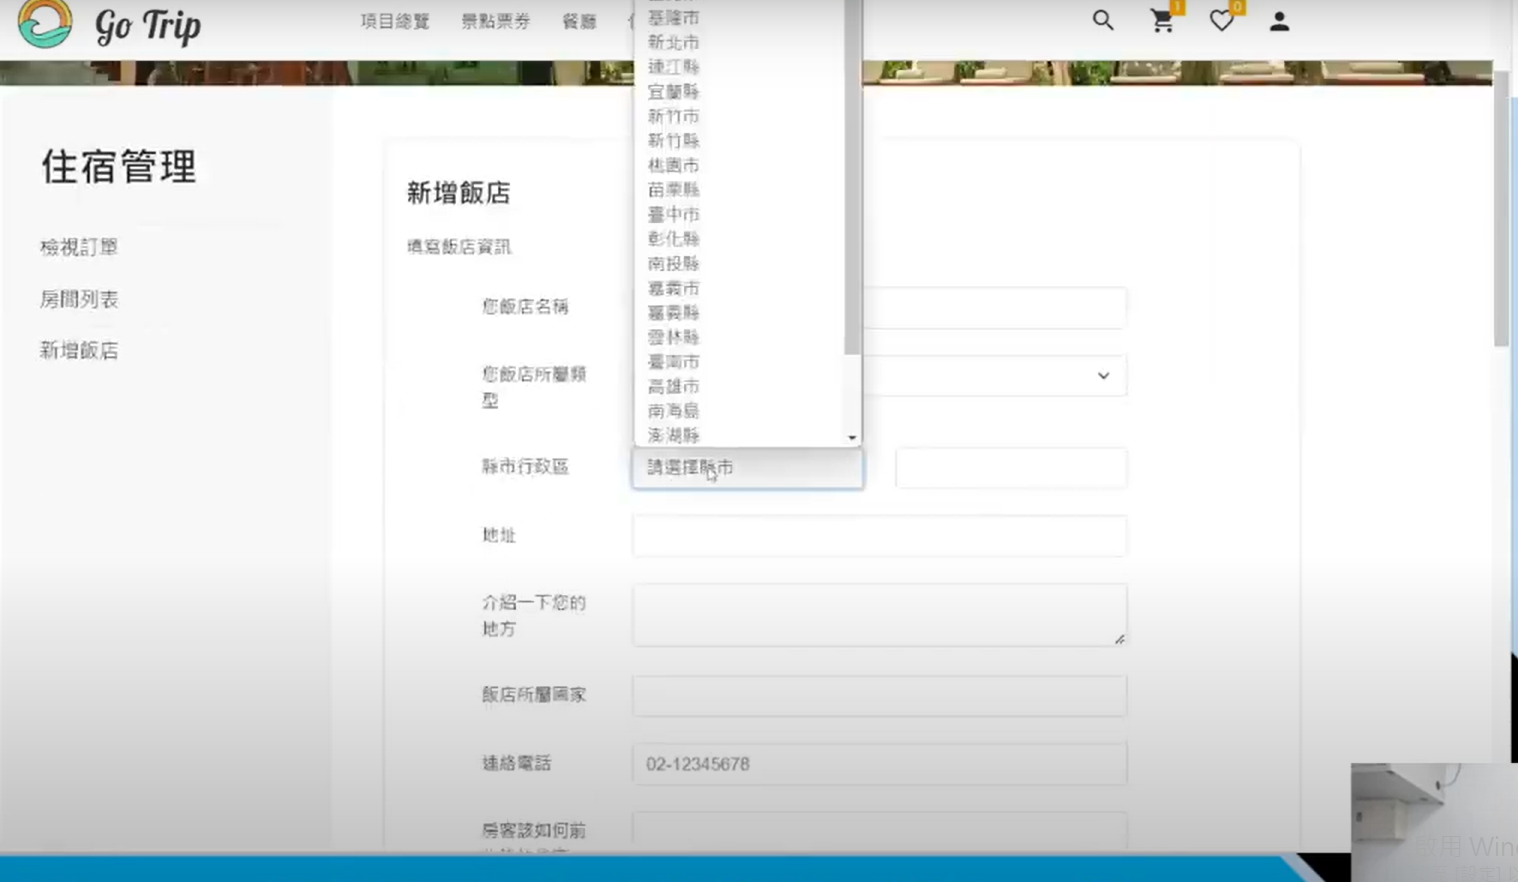 Go Trip
項目總覽 景點票券 餐廳
1
0
基隆市
新北市
連江縣
宜蘭縣
新竹市
新竹縣
桃園市
苗栗縣
臺中市
彰化縣
南投縣
嘉義市
嘉義縣
雲林縣
臺南市
高雄市
南海島
澎湖縣
住宿管理
檢視訂單
房間列表
新增飯店
新增飯店
填寫飯店資訊
您飯店名稱
您飯店所屬類
型
縣市行政區
請選擇縣市
地址
介紹一下您的
地方
飯店所屬國家
連絡電話
02-12345678
房客該如何前
啟用 Win